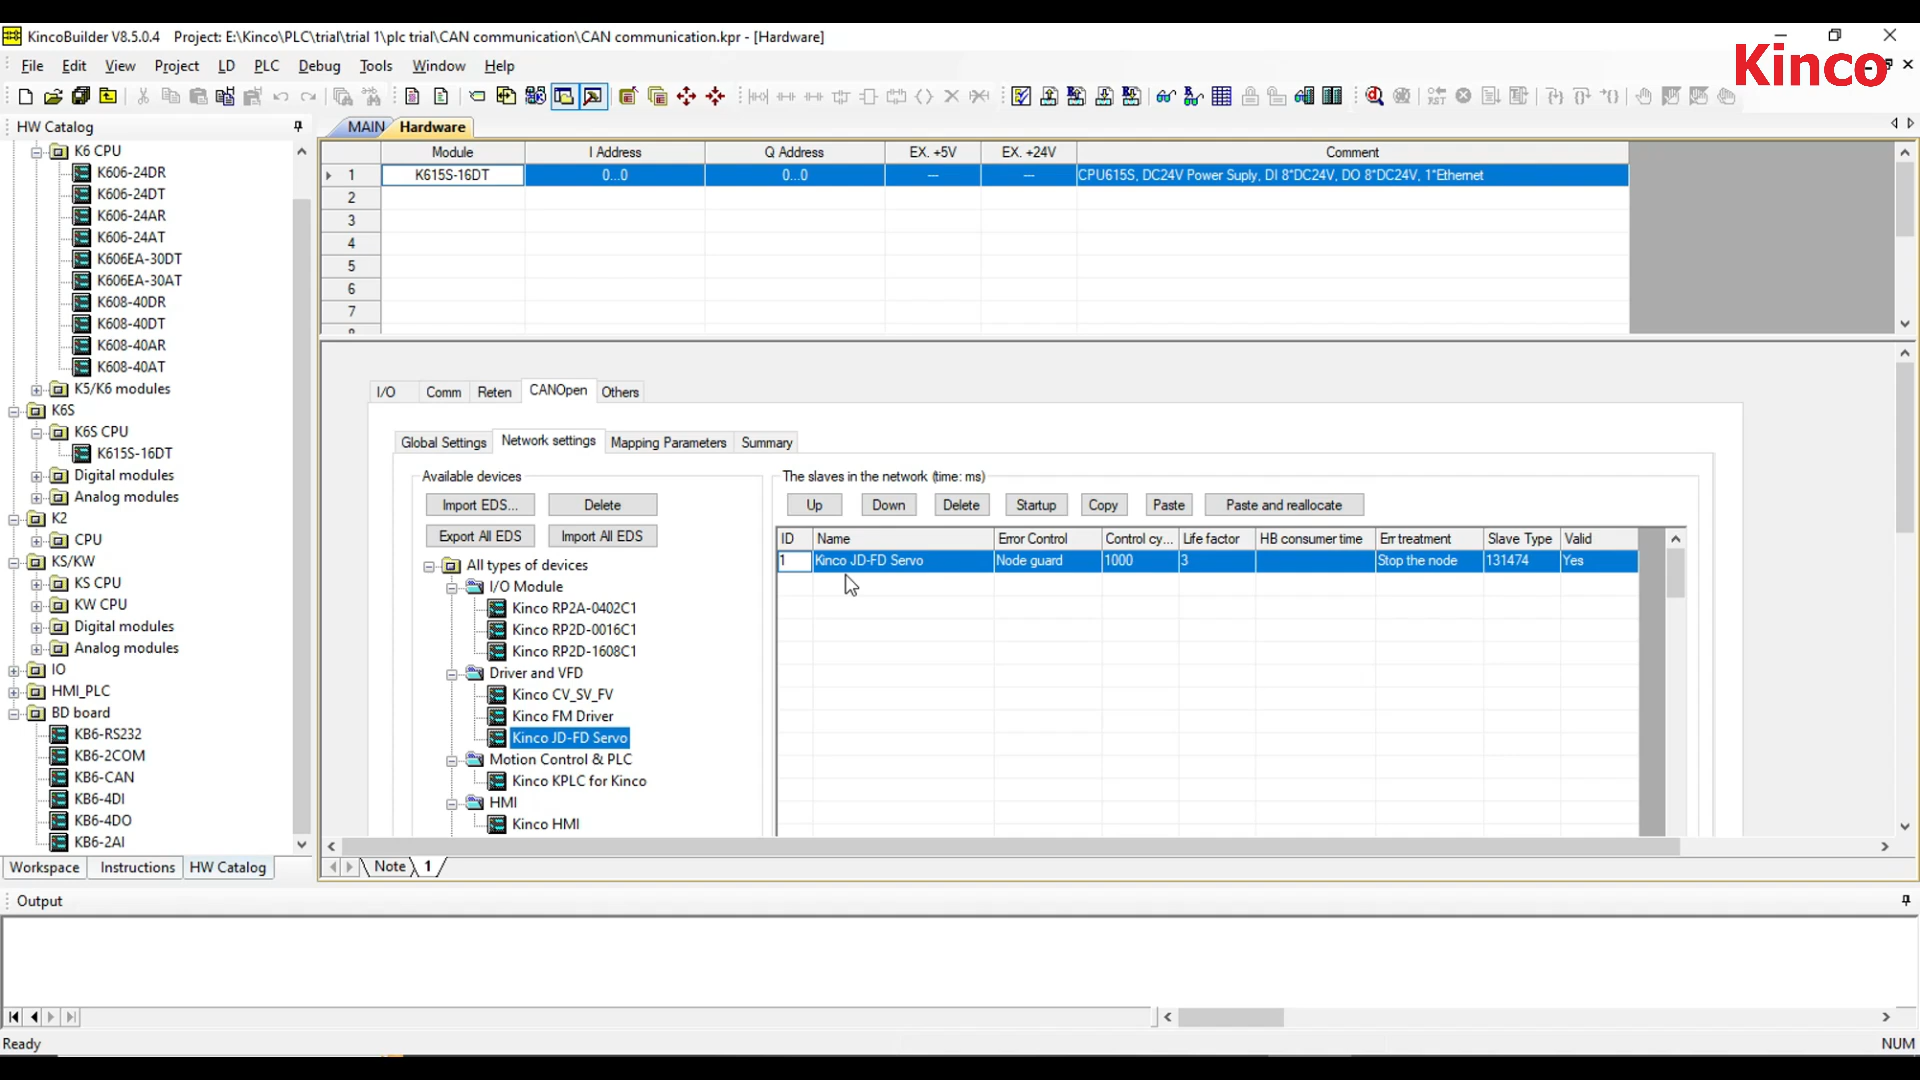 KincoBuilder V8.5.0.4 Project: E:\Kinco\PLC\trial\trial 1\plc trial\CAN communication\CAN communication.kpr - [Hardware]
Kinco
File Edit View Project LD PLC Debug Tools Window Help
HW Catalog
MAIN Hardware
K6 CPU
K606-24DR
K606-24DT
K606-24AR
K606-24AT
K606EA-30DT
K606EA-30AT
K608-40DR
K608-40DT
K608-40AR
K608-40AT
K5/K6 modules
K6S
K6S CPU
K615S-16DT
Digital modules
Analog modules
K2
CPU
KS/KW
KS CPU
KW CPU
Digital modules
Analog modules
IO
HMI_PLC
BD board
KB6-RS232
KB6-2COM
KB6-CAN
KB6-4DI
KB6-4DO
KB6-2AI
Workspace Instructions HW Catalog
Module I Address Q Address EX. +5V EX. +24V Comment
1 K615S-16DT 0...0 0...0 --- --- CPU615S, DC24V Power Suply, DI 8*DC24V, DO 8*DC24V, 1*Ethernet
2
3
4
5
6
7
8
I/O Comm Reten CANOpen Others
Global Settings Network settings Mapping Parameters Summary
Available devices
Import EDS... Delete
Export All EDS Import All EDS
All types of devices
I/O Module
Kinco RP2A-0402C1
Kinco RP2D-0016C1
Kinco RP2D-1608C1
Driver and VFD
Kinco CV_SV_FV
Kinco FM Driver
Kinco JD-FD Servo
Motion Control & PLC
Kinco KPLC for Kinco
HMI
Kinco HMI
The slaves in the network (time: ms)
Up Down Delete Startup Copy Paste Paste and reallocate
ID Name Error Control Control cy... Life factor HB consumer time Err treatment Slave Type Valid
1 Kinco JD-FD Servo Node guard 1000 3 Stop the node 131474 Yes
Note 1
Output
Ready
NUM